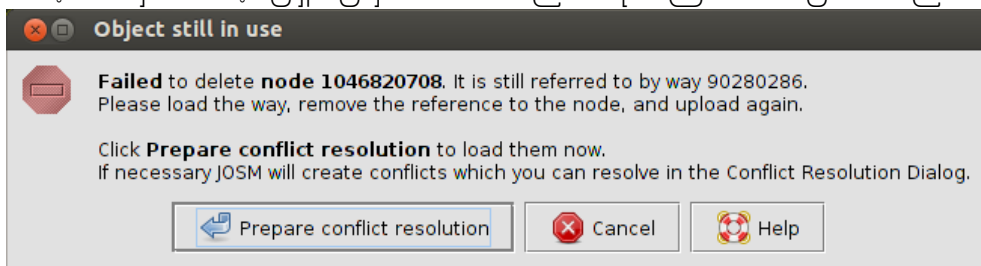 Object still in use
Failed to delete node 1046820708. It is still referred to by way 90280286.
Please load the way, remove the reference to the node, and upload again.
Click Prepare conflict resolution to load them now.
If necessary JOSM will create conflicts which you can resolve in the Conflict Resolution Dialog.
Prepare conflict resolution
Cancel
Help